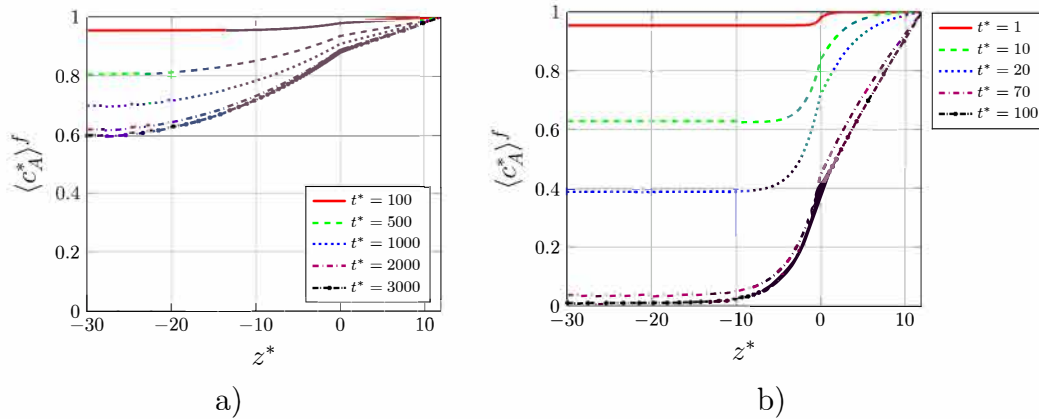 1
0.8
0.6
0.4
0.2
0
−30 −20 −10 0 10
⟨c*_A⟩^f
z*
t* = 100
t* = 500
t* = 1000
t* = 2000
t* = 3000
a)
1
0.8
0.6
0.4
0.2
0
−30 −20 −10 0 10
⟨c*_A⟩^f
z*
t* = 1
t* = 10
t* = 20
t* = 70
t* = 100
b)